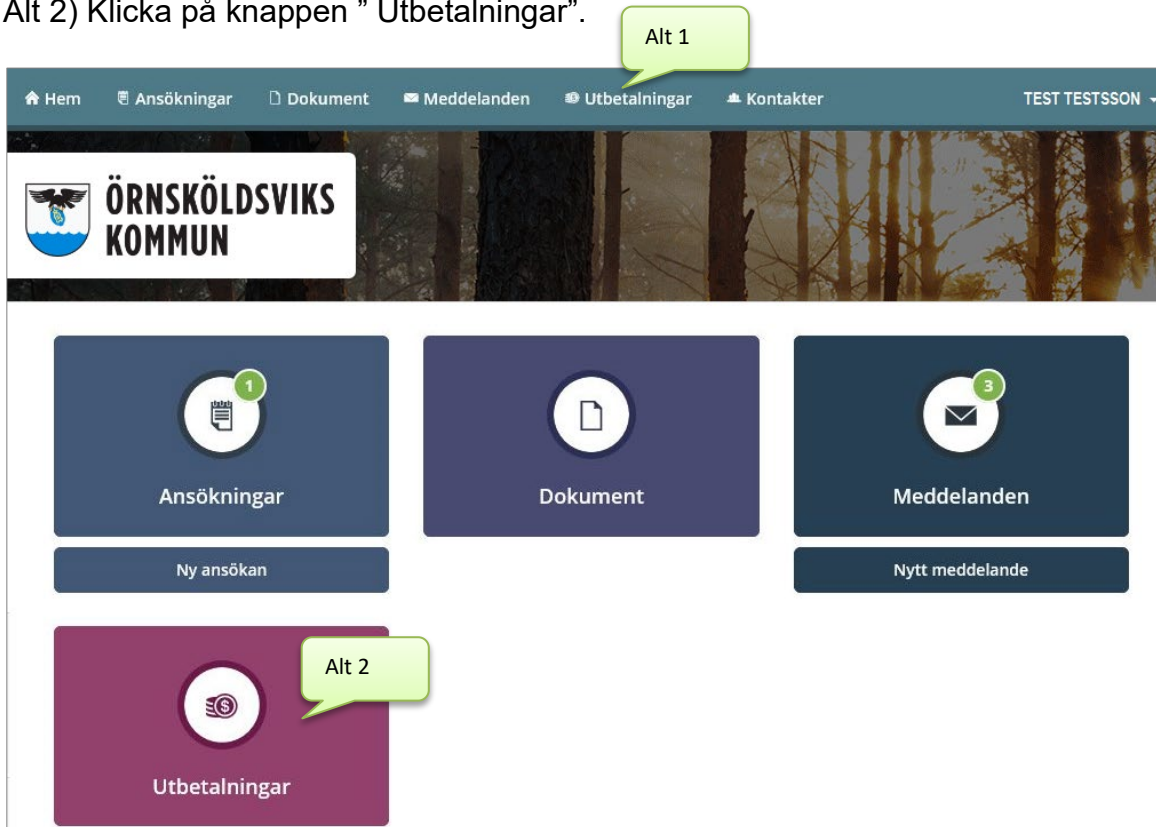 Alt 2) Klicka på knappen ” Utbetalningar”.
Alt 1
Hem Ansökningar Dokument Meddelanden Utbetalningar Kontakter TEST TESTSSON
ÖRNSKÖLDSVIKS
KOMMUN
1
3
Ansökningar Dokument Meddelanden
Ny ansökan Nytt meddelande
Alt 2
Utbetalningar